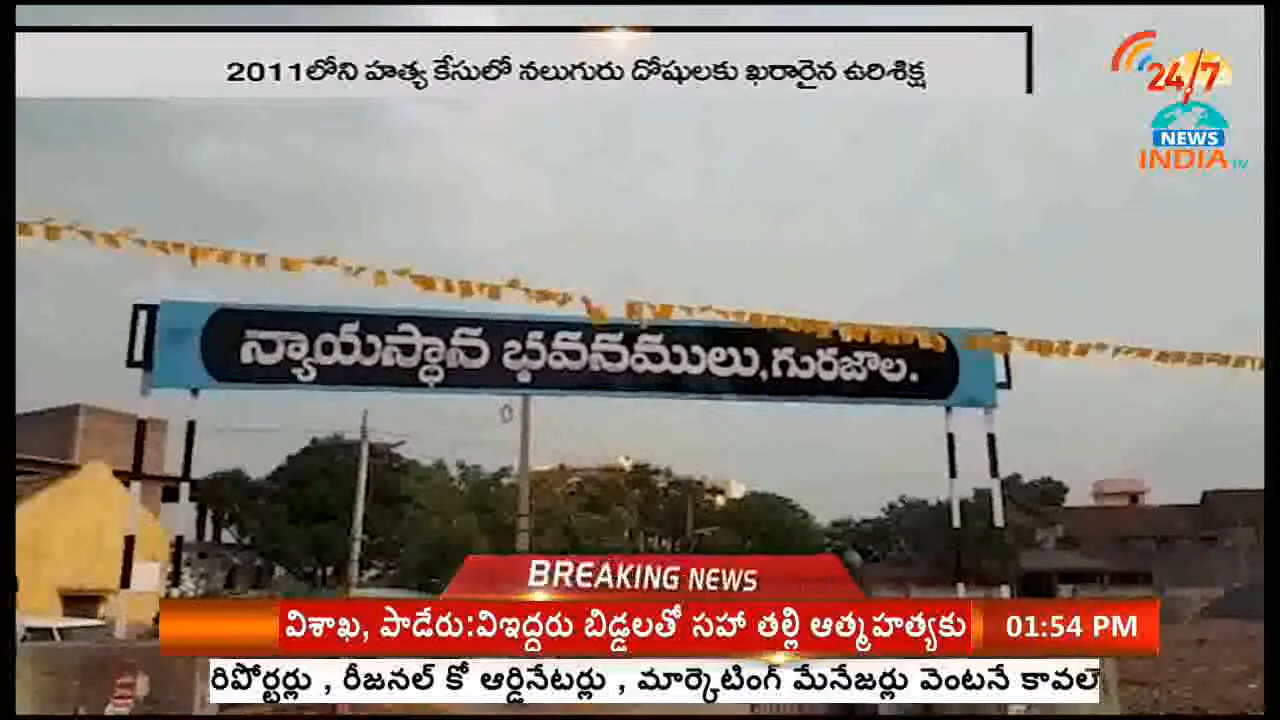 2011లోని హత్య కేసులో నలుగురు దోషులకు ఖరారైన ఉరిశిక్ష
24/7
NEWS
INDIA TV
న్యాయస్థాన భవనములు, గురజాల.
BREAKING NEWS
విశాఖ, పాడేరు:విఇద్దరు బిడ్డలతో సహా తల్లి ఆత్మహత్యకు 01:54 PM
రిపోర్టర్లు , రీజనల్ కో ఆర్డినేటర్లు , మార్కెటింగ్ మేనేజర్లు వెంటనే